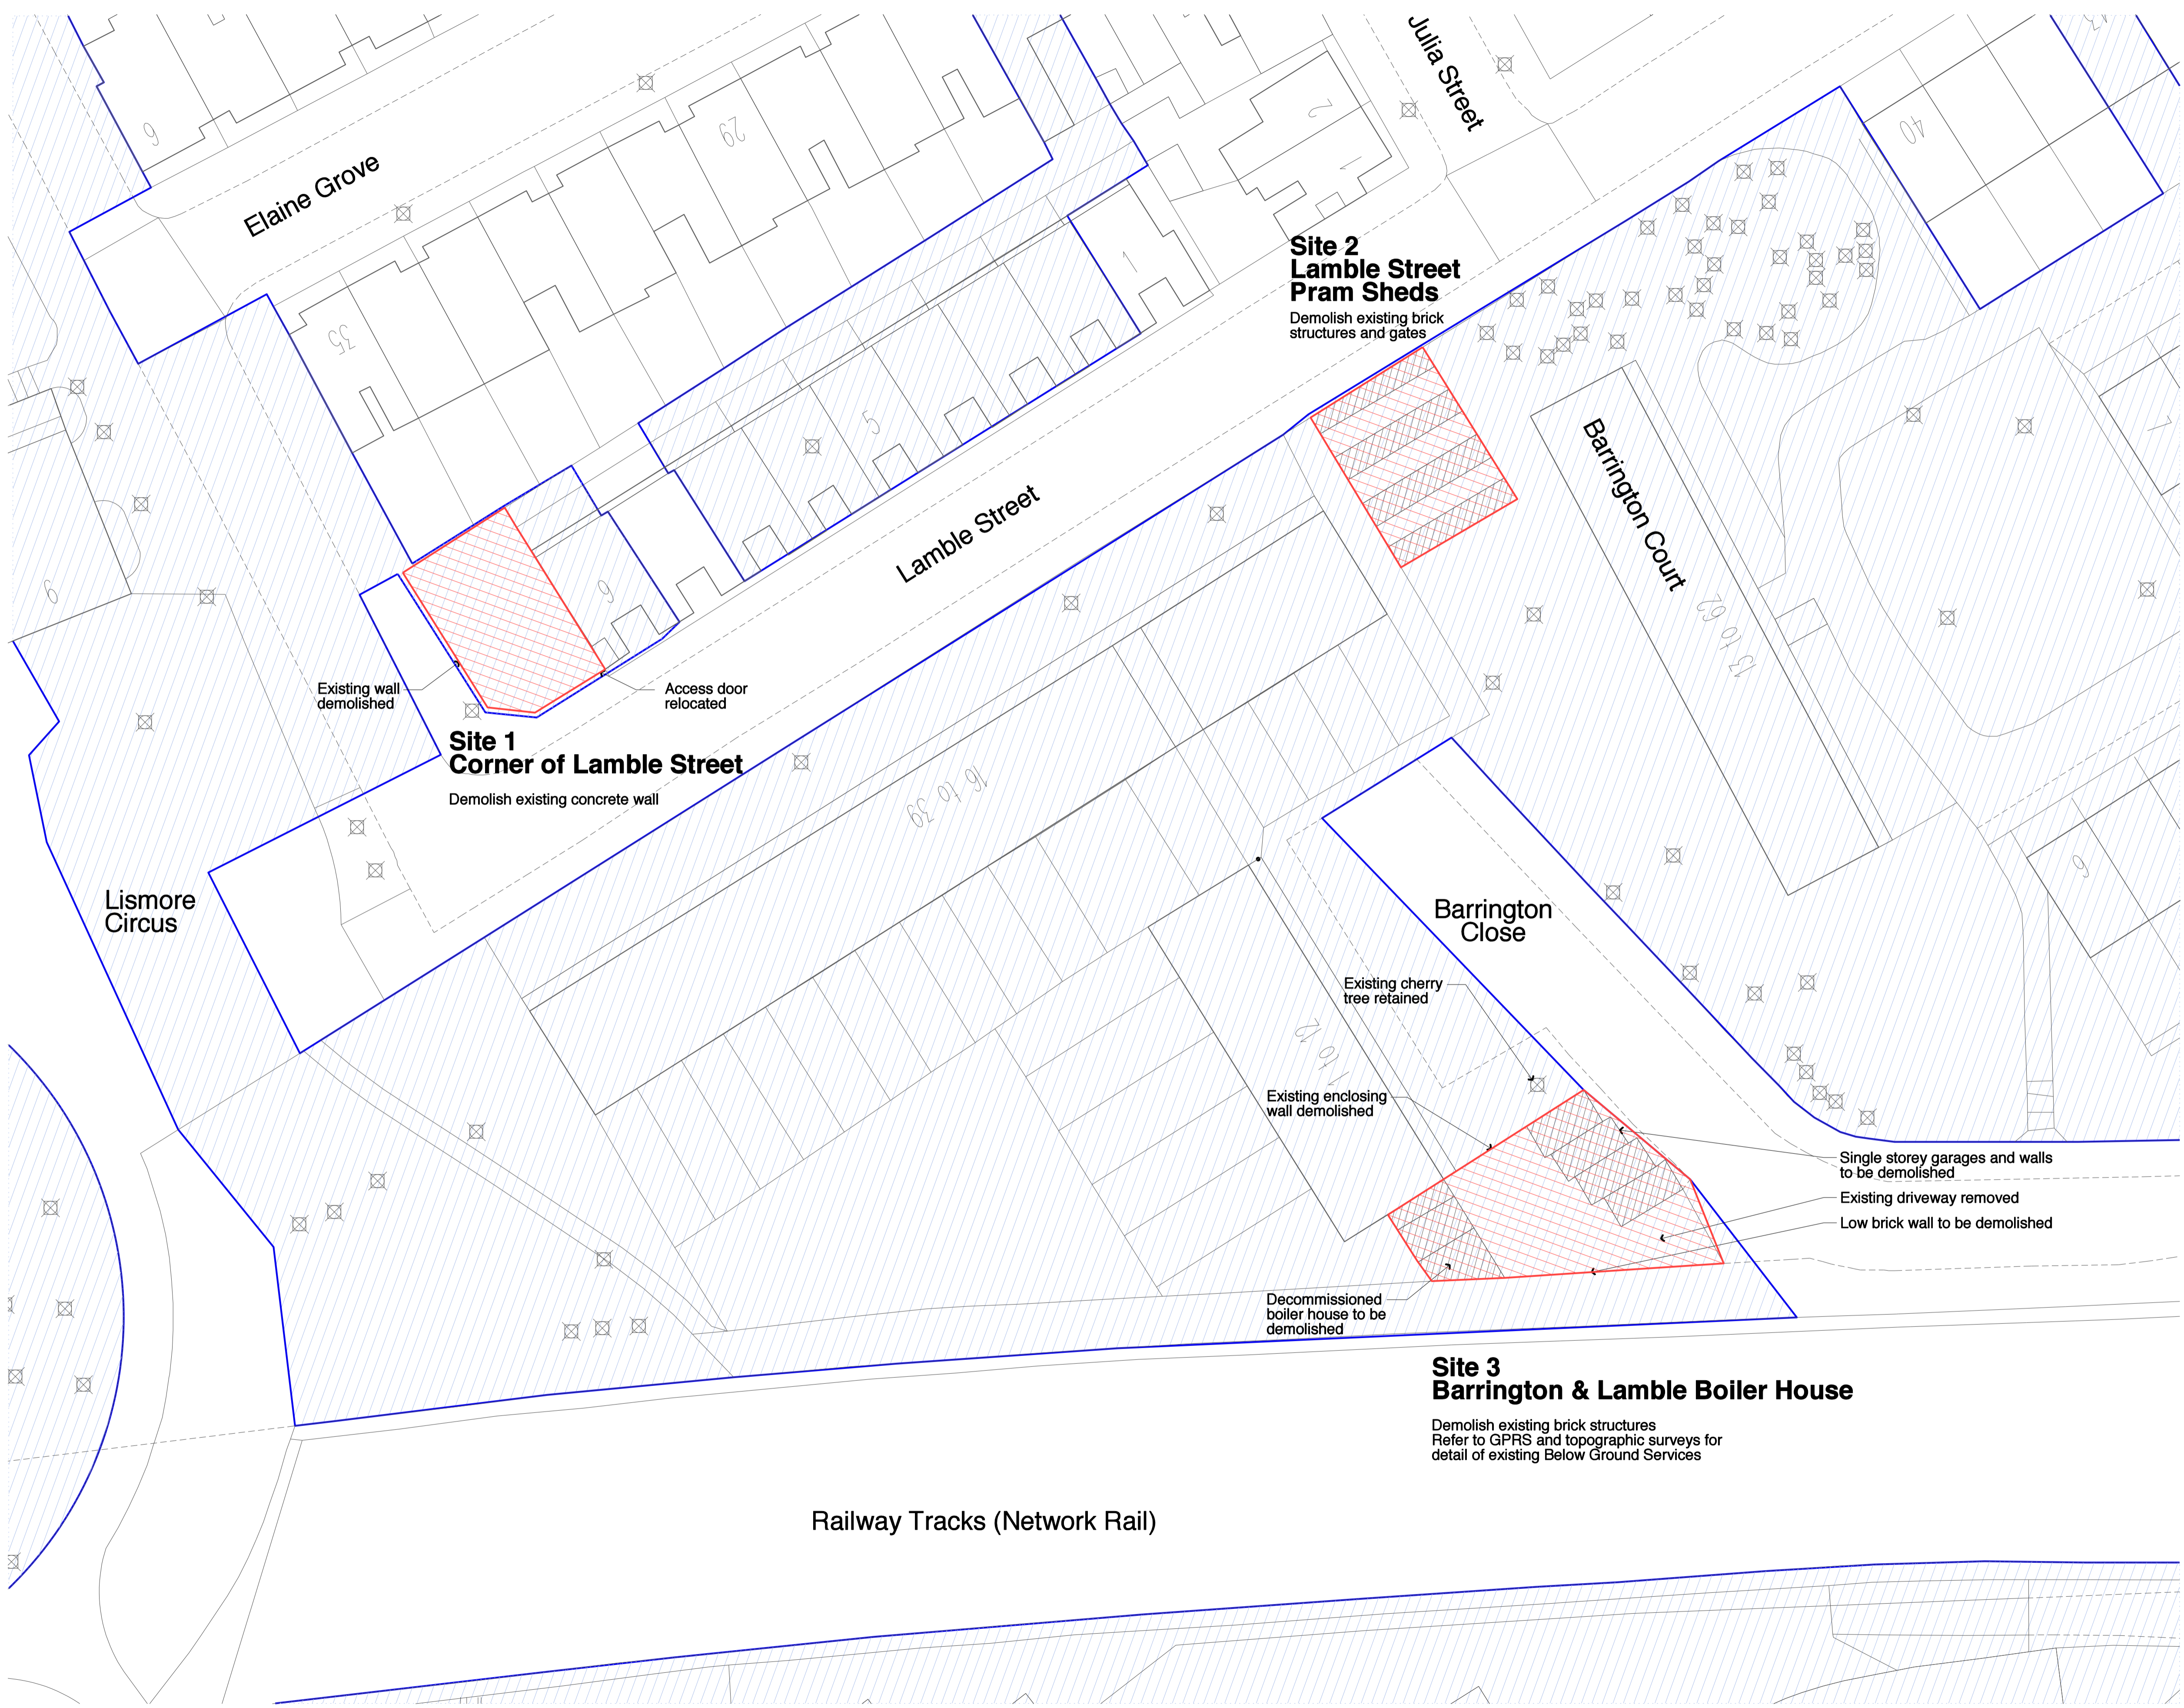 Julia Street
6
29
2
1
40
Elaine Grove
1
35
Site 2
Lamble Street
Pram Sheds
Demolish existing brick
structures and gates
5
Barrington Court
13 to 62
Lamble Street
9
6
Existing wall
demolished
Access door
relocated
Site 1
Corner of Lamble Street
Demolish existing concrete wall
16 to 39
Lismore
Circus
Barrington
Close
6
Existing cherry
tree retained
1 to 12
Existing enclosing
wall demolished
Single storey garages and walls
to be demolished
Existing driveway removed
Low brick wall to be demolished
Decommissioned
boiler house to be
demolished
Site 3
Barrington & Lamble Boiler House
Demolish existing brick structures
Refer to GPRS and topographic surveys for
detail of existing Below Ground Services
Railway Tracks (Network Rail)